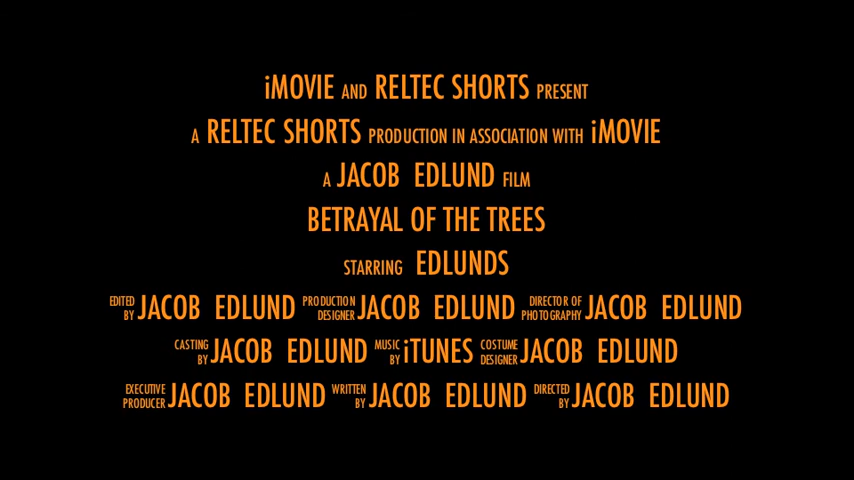 iMOVIE AND RELTEC SHORTS PRESENT
A RELTEC SHORTS PRODUCTION IN ASSOCIATION WITH iMOVIE
A JACOB EDLUND FILM
BETRAYAL OF THE TREES
STARRING EDLUNDS
EDITED BY JACOB EDLUND PRODUCTION DESIGNER JACOB EDLUND DIRECTOR OF PHOTOGRAPHY JACOB EDLUND
CASTING BY JACOB EDLUND MUSIC BY iTUNES COSTUME DESIGNER JACOB EDLUND
EXECUTIVE PRODUCER JACOB EDLUND WRITTEN BY JACOB EDLUND DIRECTED BY JACOB EDLUND